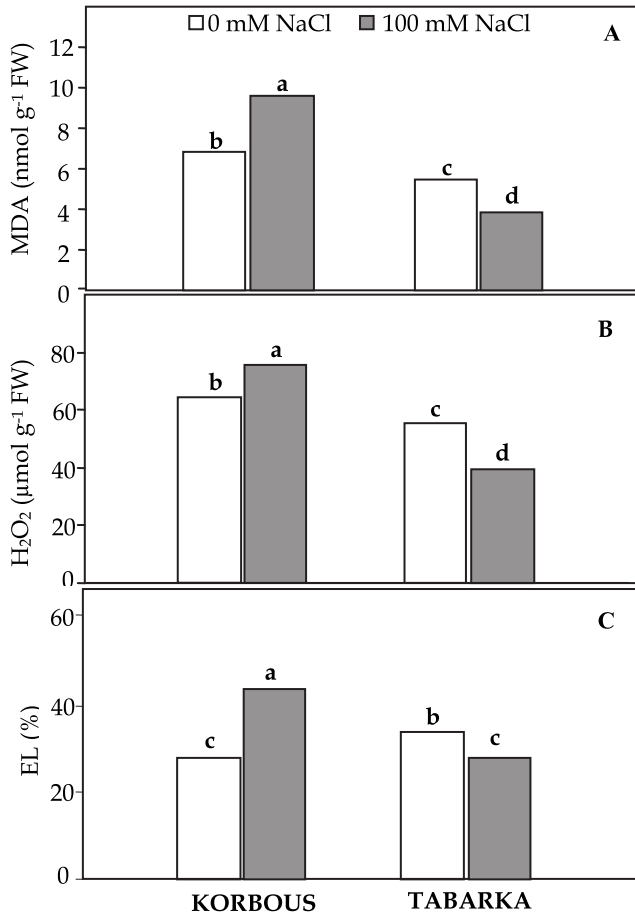 0 mM NaCl 100 mM NaCl
A
MDA (nmol g-1 FW)
12
10
8
6
4
2
0
b
a
c
d
B
H2O2 (µmol g-1 FW)
80
60
40
20
0
b
a
c
d
C
EL (%)
60
40
20
0
c
a
b
c
KORBOUS TABARKA